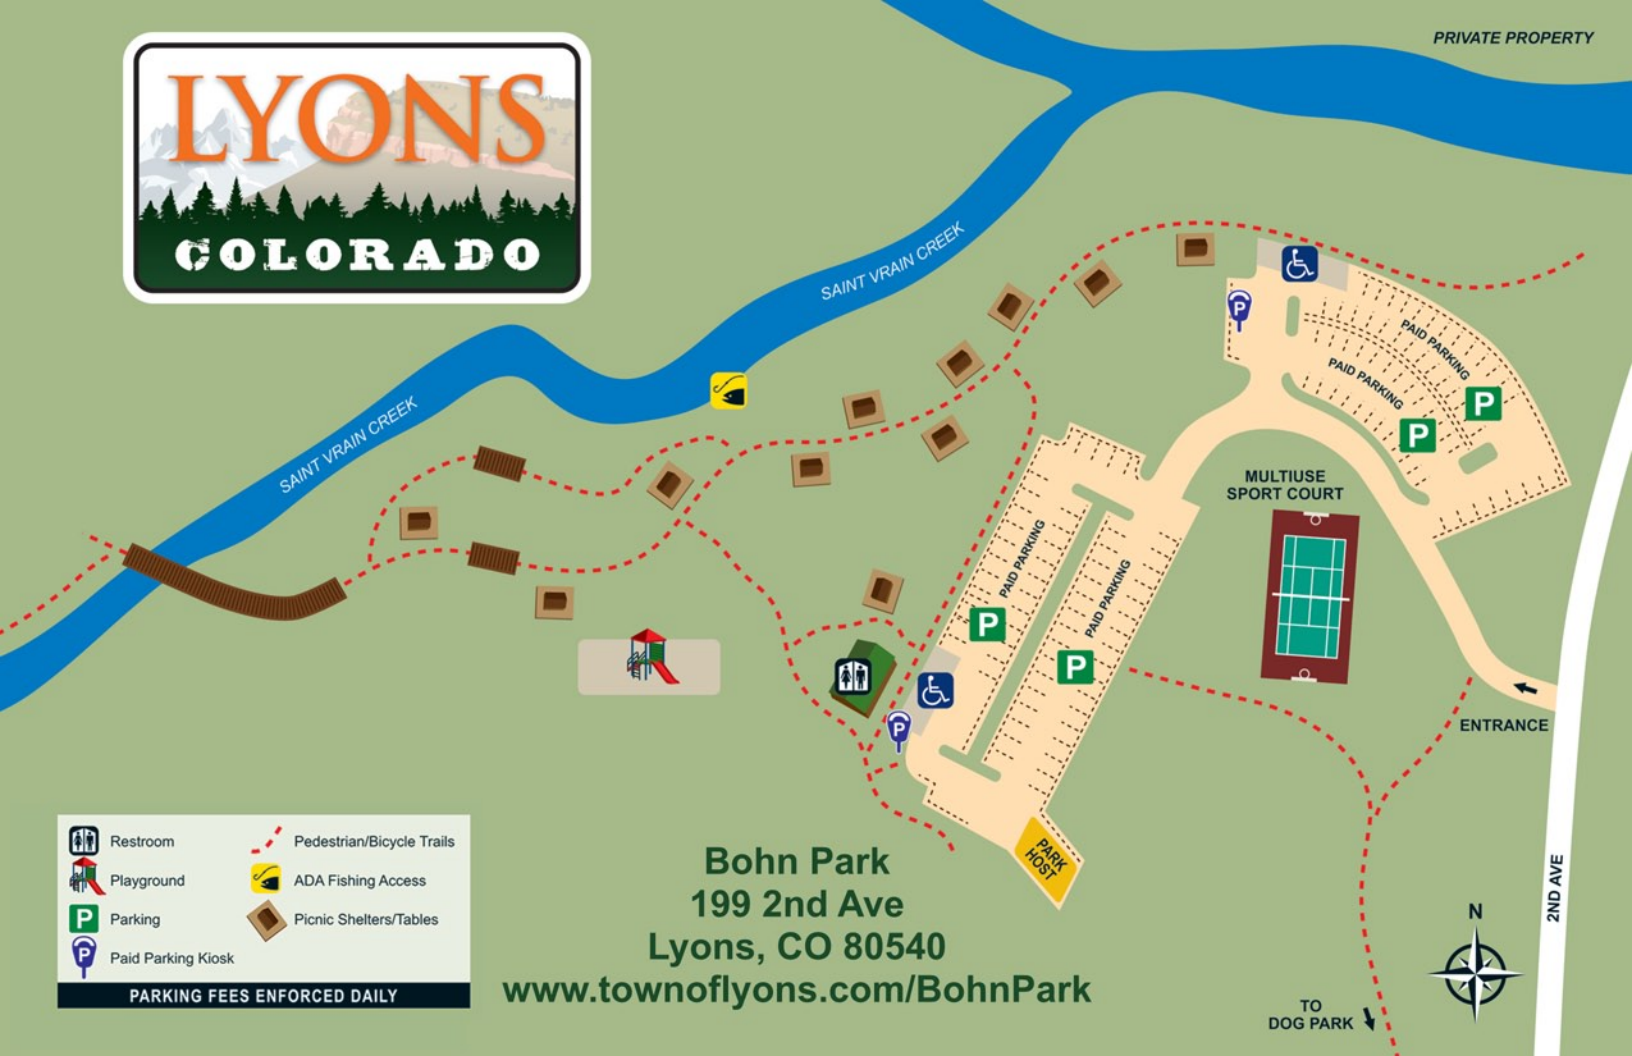 PRIVATE PROPERTY
LYONS
COLORADO
SAINT VRAIN CREEK
SAINT VRAIN CREEK
P
PAID PARKING
PAID PARKING
P
P
MULTIUSE
SPORT COURT
PAID PARKING
PAID PARKING
P
P
P
ENTRANCE
PARK
HOST
2ND AVE
N
TO
DOG PARK
Restroom
Playground
P Parking
P Paid Parking Kiosk
Pedestrian/Bicycle Trails
ADA Fishing Access
Picnic Shelters/Tables
PARKING FEES ENFORCED DAILY
Bohn Park
199 2nd Ave
Lyons, CO 80540
www.townoflyons.com/BohnPark